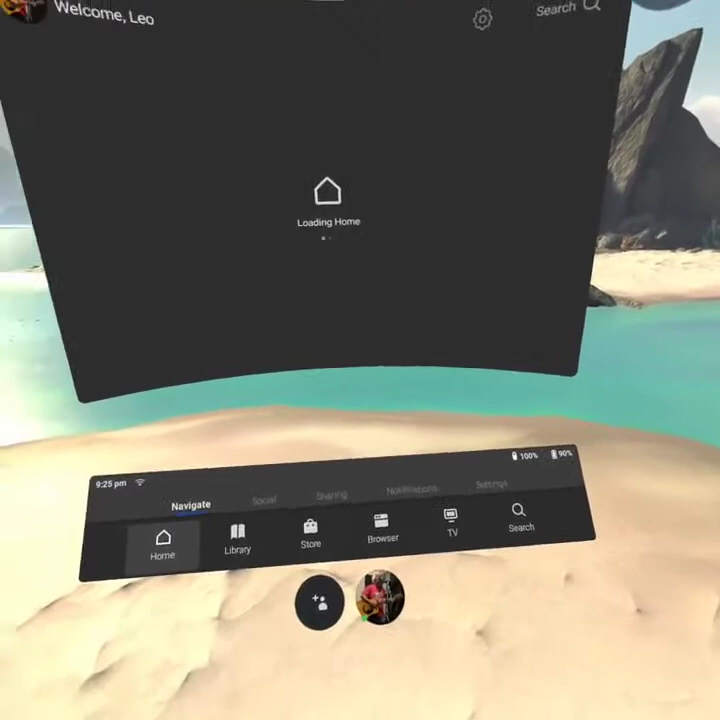 Welcome, Leo
Search
Loading Home
9:25 pm
100%
90%
Navigate
Social
Sharing
Notifications
Settings
Home
Library
Store
Browser
TV
Search